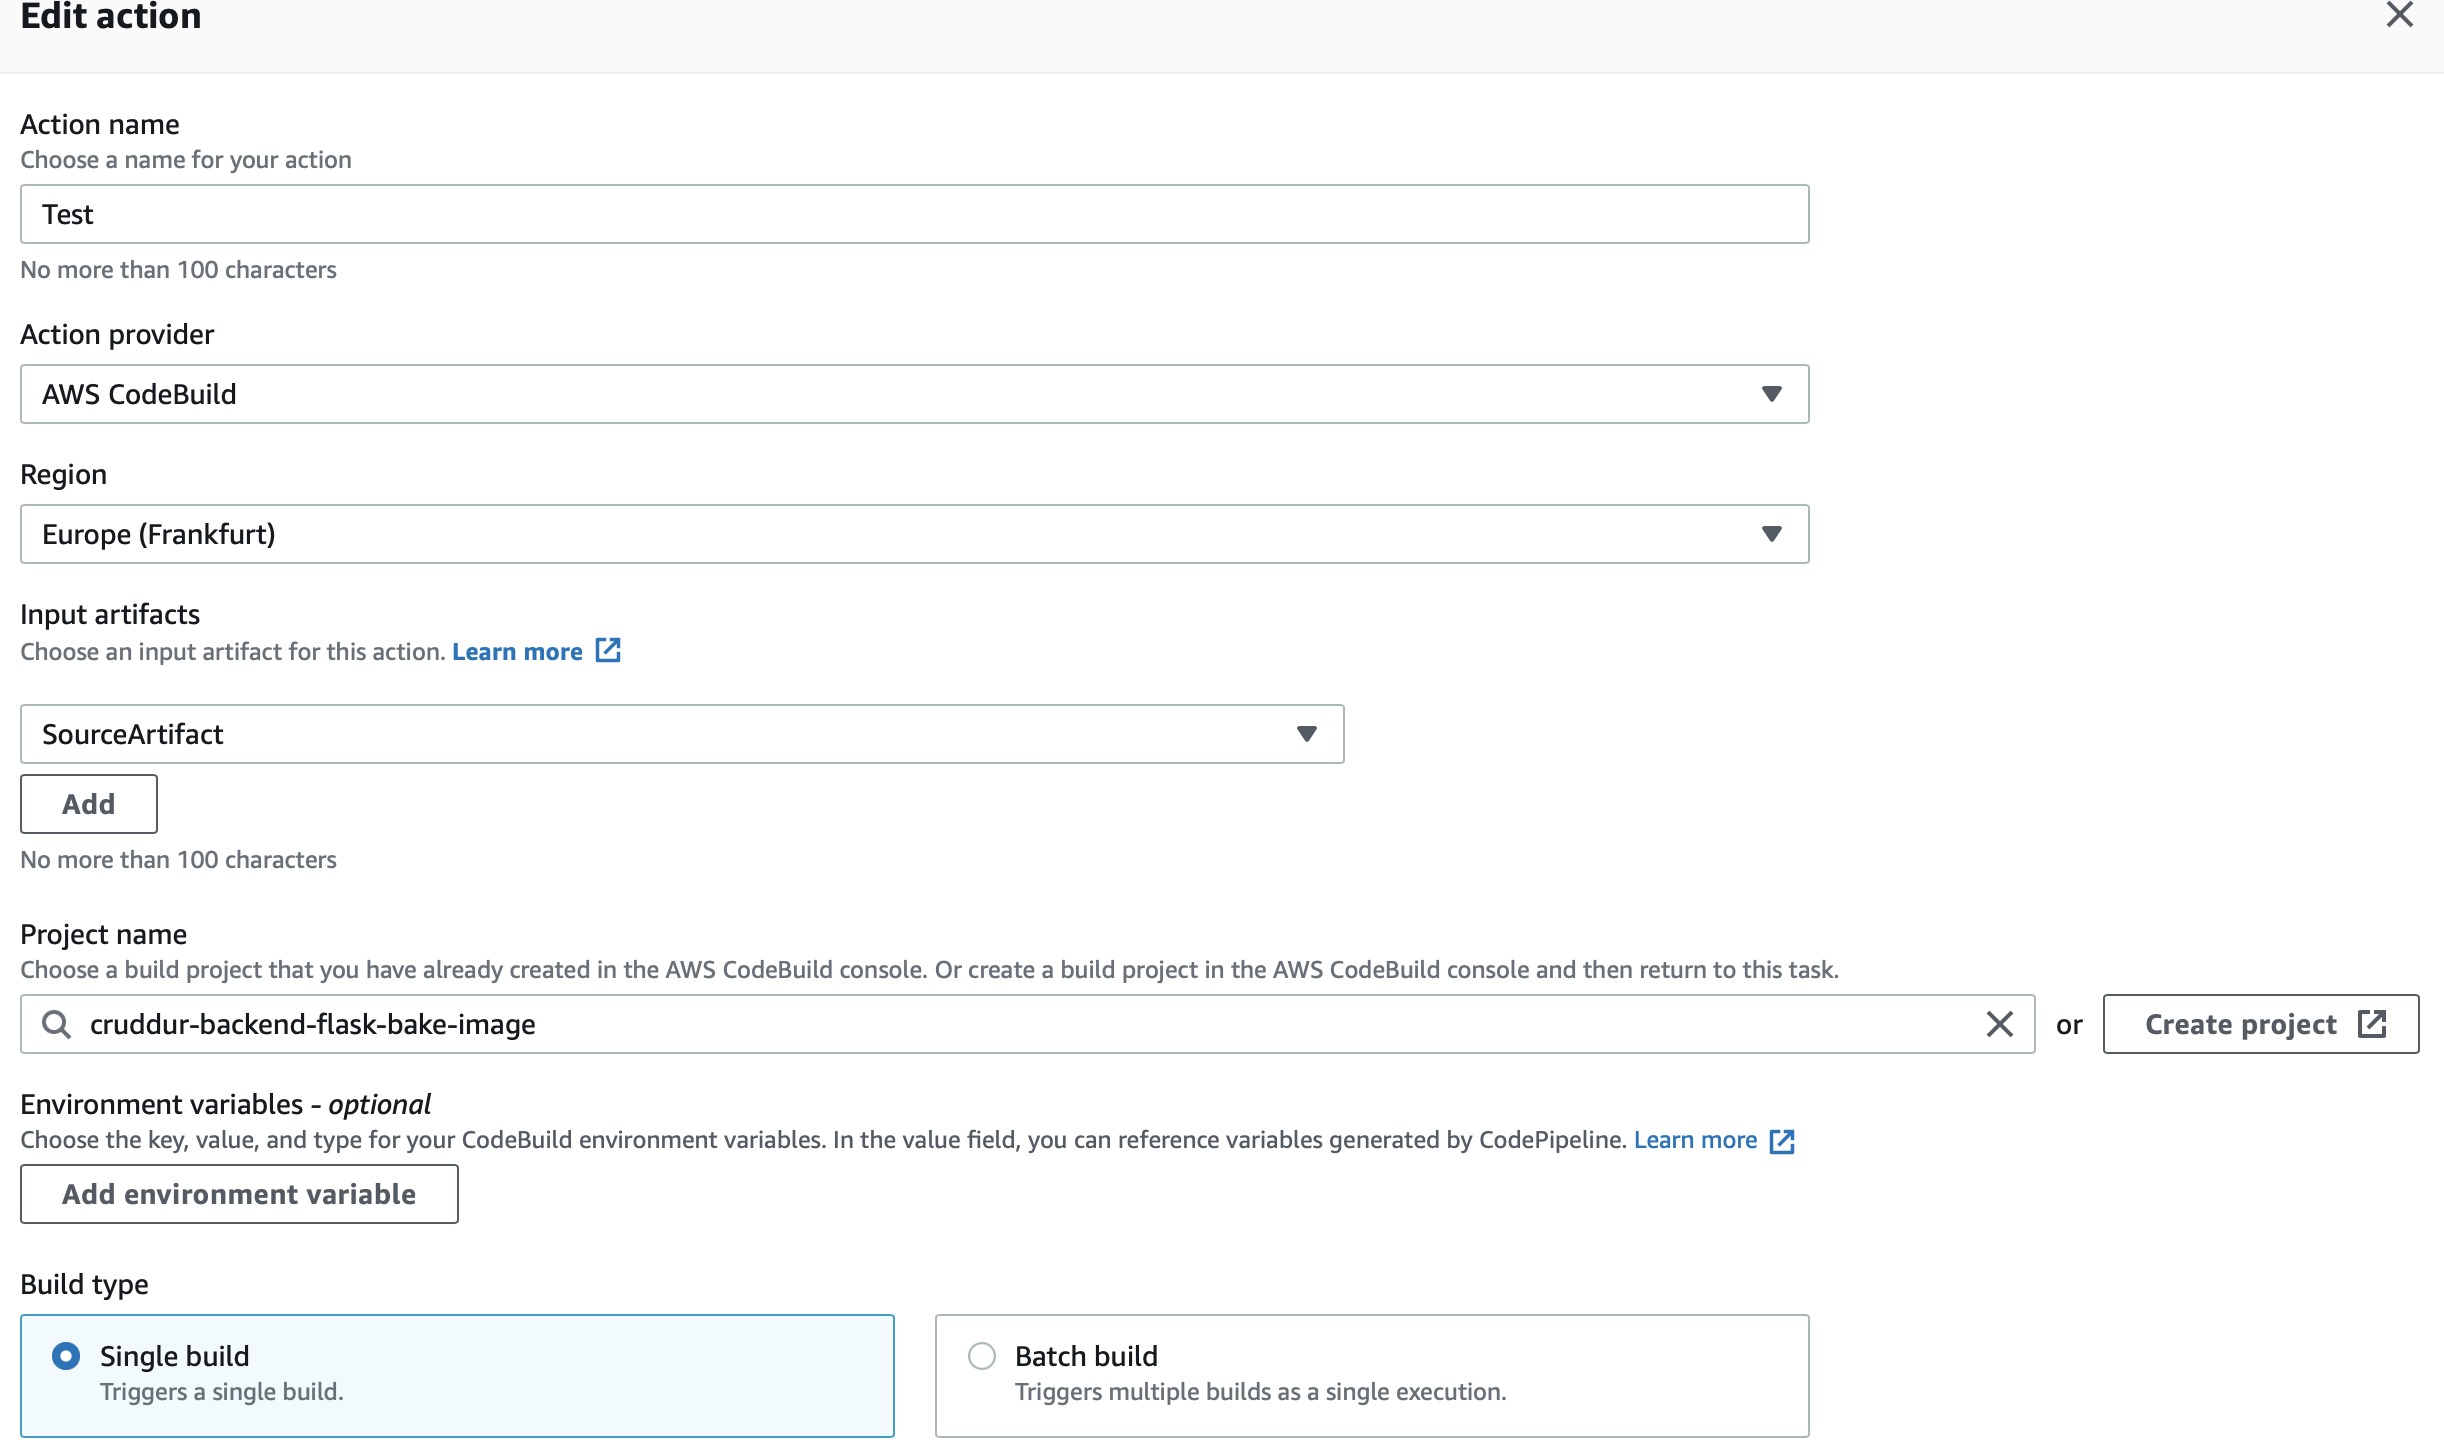 Edit action
Action name
Choose a name for your action
Test
No more than 100 characters
Action provider
AWS CodeBuild
Region
Europe (Frankfurt)
Input artifacts
Choose an input artifact for this action. Learn more
SourceArtifact
Add
No more than 100 characters
Project name
Choose a build project that you have already created in the AWS CodeBuild console. Or create a build project in the AWS CodeBuild console and then return to this task.
cruddur-backend-flask-bake-image or Create project
Environment variables - optional
Choose the key, value, and type for your CodeBuild environment variables. In the value field, you can reference variables generated by CodePipeline. Learn more
Add environment variable
Build type
Single build
Triggers a single build.
Batch build
Triggers multiple builds as a single execution.